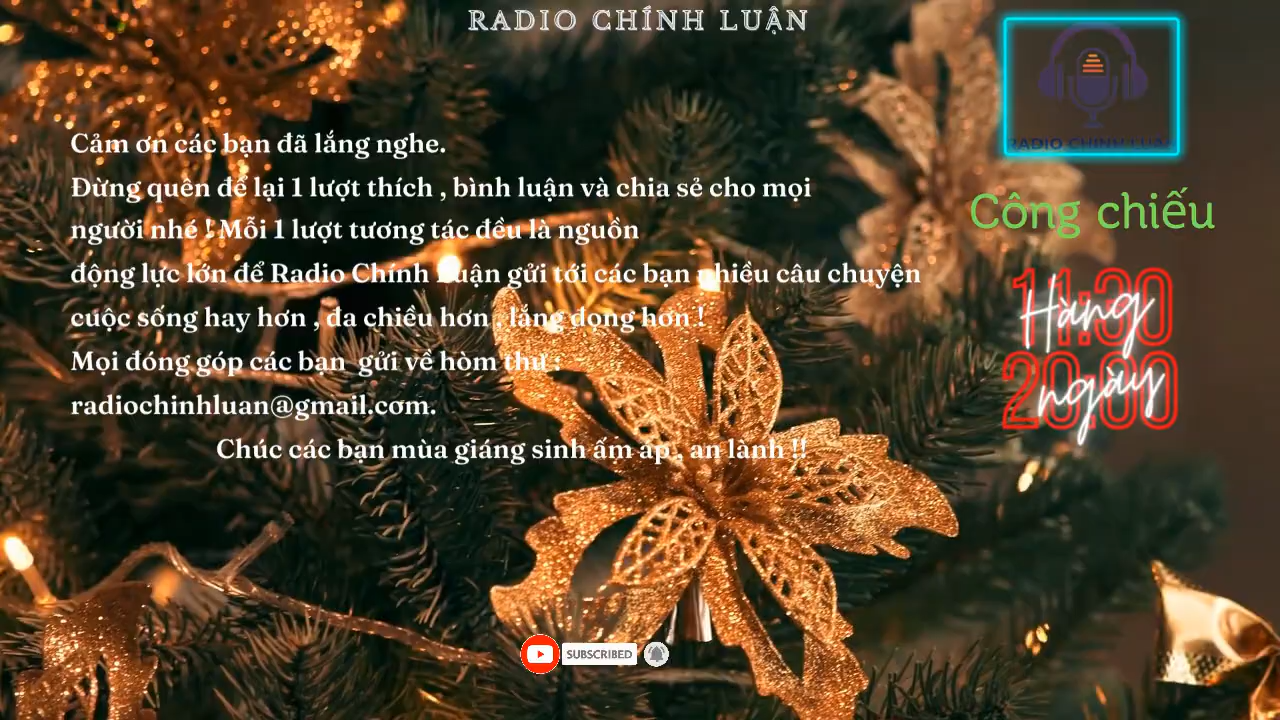 RADIO CHÍNH LUẬN
Cảm ơn các bạn đã lắng nghe.
Đừng quên để lại 1 lượt thích , bình luận và chia sẻ cho mọi
người nhé ! Mỗi 1 lượt tương tác đều là nguồn
động lực lớn để Radio Chính Luận gửi tới các bạn nhiều câu chuyện
cuộc sống hay hơn , đa chiều hơn , lắng đọng hơn !
Mọi đóng góp các bạn gửi về hòm thư :
radiochinhluan@gmail.com.
Chúc các bạn mùa giáng sinh ấm áp , an lành !!
RADIO CHINH LUAN
Công chiếu
11:30
Hàng
20:00
ngày
SUBSCRIBED